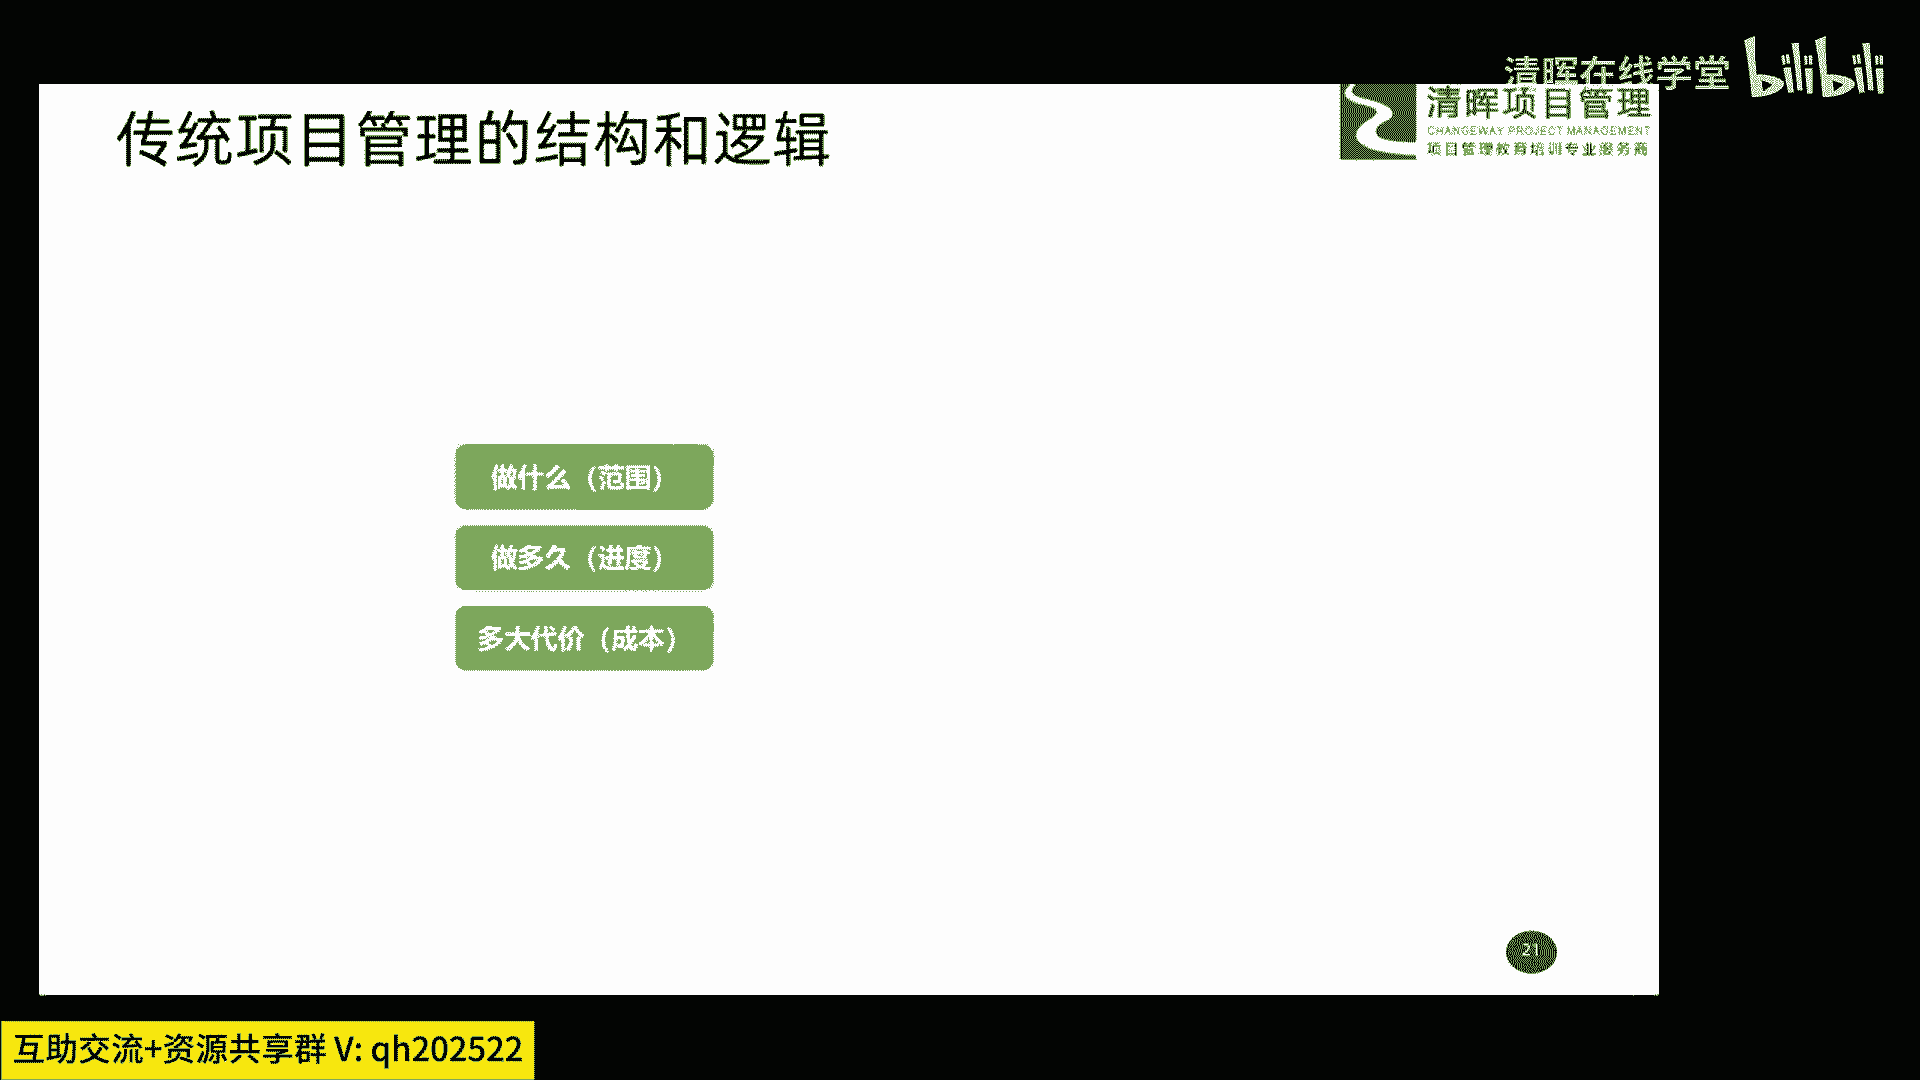 清晖在线学堂 bilibili
传统项目管理的结构和逻辑
清晖项目管理
CHANGEWAY PROJECT MANAGEMENT
项目管理教育培训专业服务商
做什么（范围）
做多久（进度）
多大代价（成本）
21
互助交流+资源共享群 V: qh202522